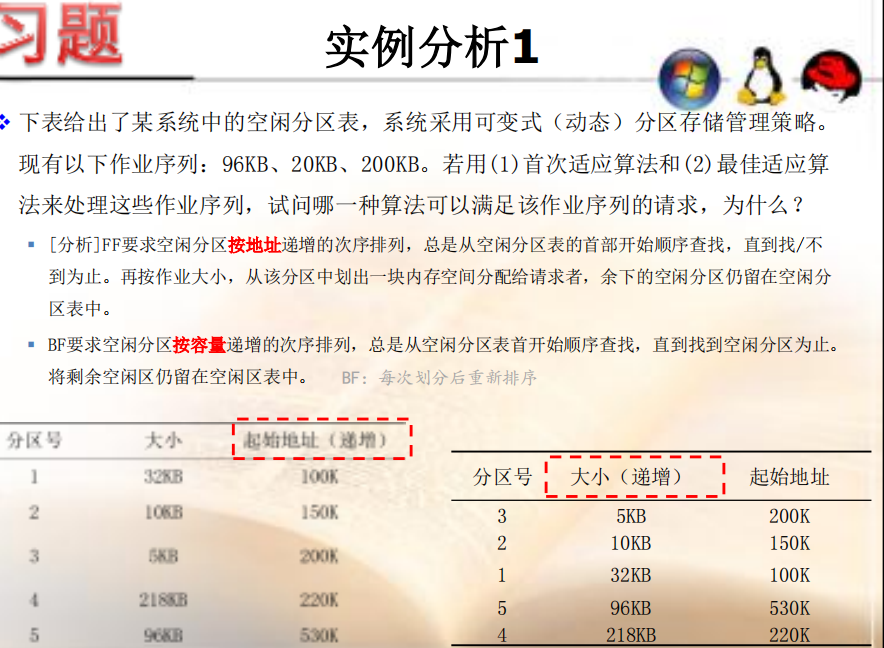 习题
实例分析1
下表给出了某系统中的空闲分区表，系统采用可变式（动态）分区存储管理策略。
现有以下作业序列：96KB、20KB、200KB。若用(1)首次适应算法和(2)最佳适应算
法来处理这些作业序列，试问哪一种算法可以满足该作业序列的请求，为什么？
[分析]FF要求空闲分区按地址递增的次序排列，总是从空闲分区表的首部开始顺序查找，直到找/不
到为止。再按作业大小，从该分区中划出一块内存空间分配给请求者，余下的空闲分区仍留在空闲分
区表中。
BF要求空闲分区按容量递增的次序排列，总是从空闲分区表首开始顺序查找，直到找到空闲分区为止。
将剩余空闲区仍留在空闲区表中。 BF：每次划分后重新排序
分区号 大小 起始地址（递增）
1 32KB 100K
2 10KB 150K
3 5KB 200K
4 218KB 220K
5 96KB 530K
分区号 大小（递增） 起始地址
3 5KB 200K
2 10KB 150K
1 32KB 100K
5 96KB 530K
4 218KB 220K